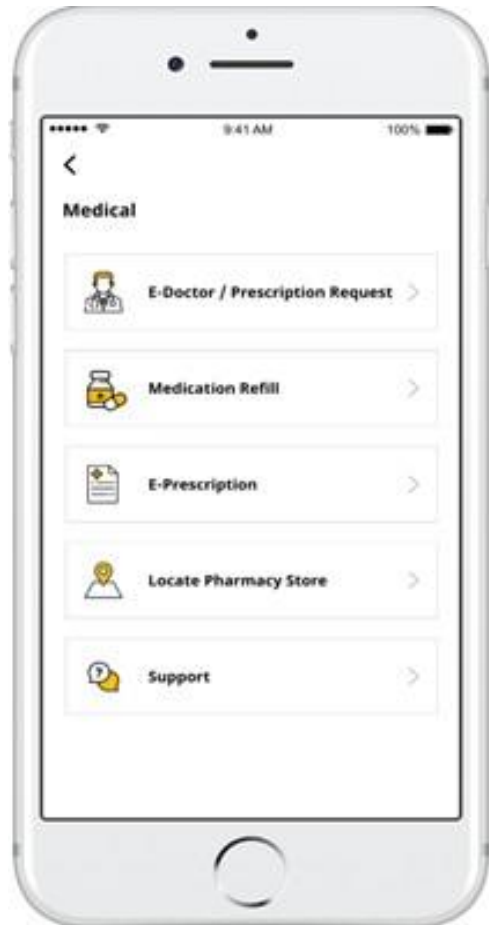 9:41 AM
100%
Medical
E-Doctor / Prescription Request
Medication Refill
E-Prescription
Locate Pharmacy Store
Support